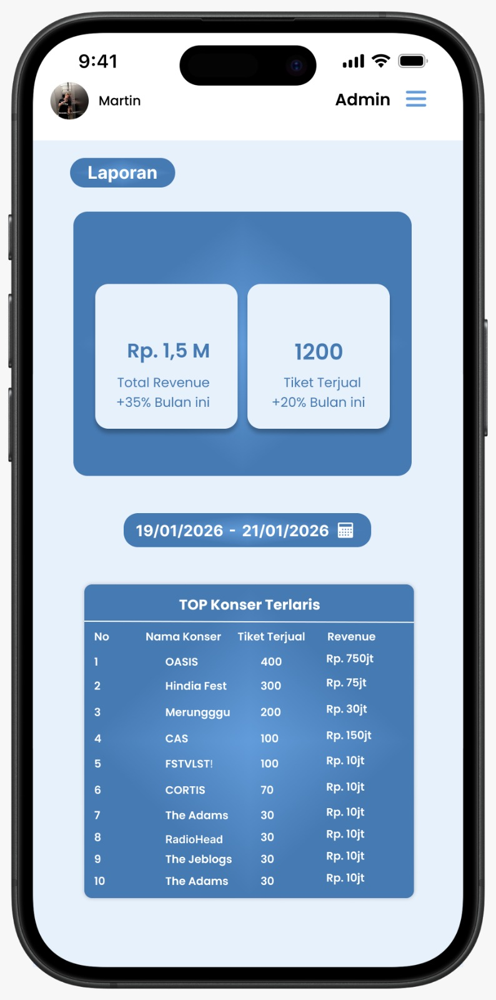 9:41
Martin
Admin
Laporan
Rp. 1,5 M
Total Revenue
+35% Bulan ini
1200
Tiket Terjual
+20% Bulan ini
19/01/2026 - 21/01/2026
TOP Konser Terlaris
No Nama Konser Tiket Terjual Revenue
1 OASIS 400 Rp. 750jt
2 Hindia Fest 300 Rp. 75jt
3 Merungggu 200 Rp. 30jt
4 CAS 100 Rp. 150jt
5 FSTVLST! 100 Rp. 10jt
6 CORTIS 70 Rp. 10jt
7 The Adams 30 Rp. 10jt
8 RadioHead 30 Rp. 10jt
9 The Jeblogs 30 Rp. 10jt
10 The Adams 30 Rp. 10jt